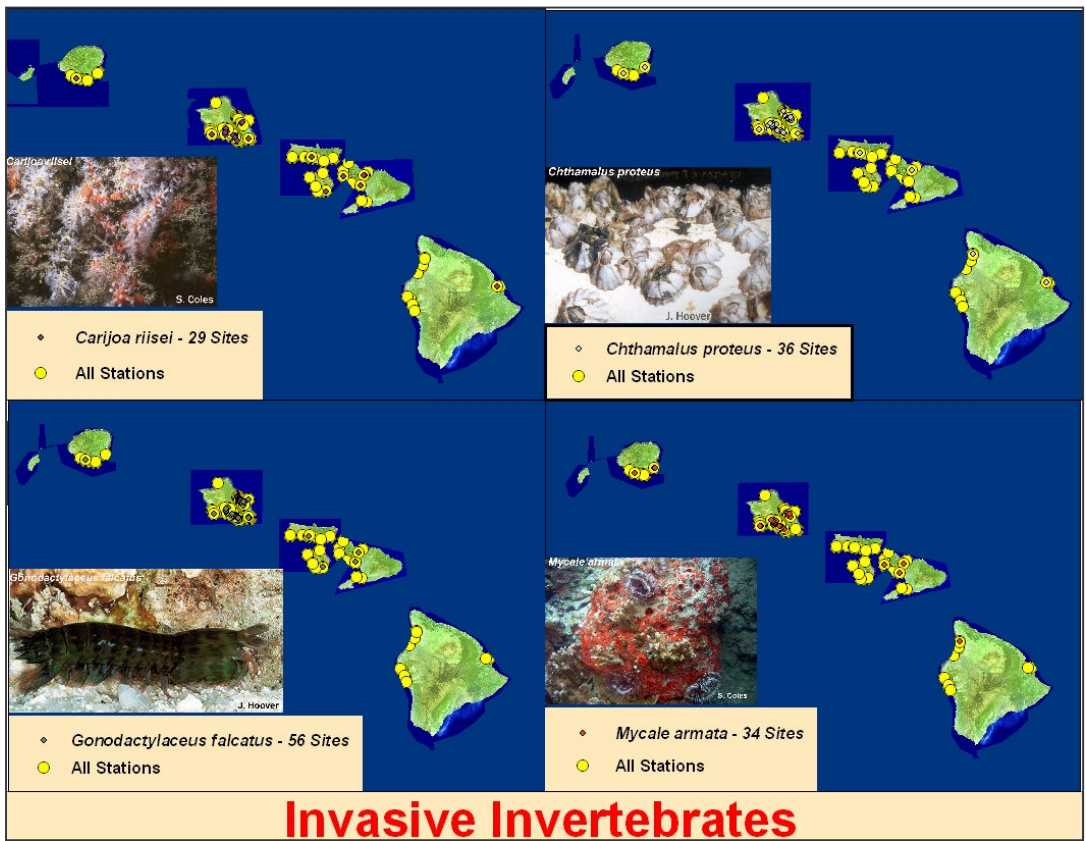 Carijoa riisei
S. Coles
Carijoa riisei - 29 Sites
All Stations
Chthamalus proteus
J. Hoover
Chthamalus proteus - 36 Sites
All Stations
Gonodactylaceus falcatus
J. Hoover
Gonodactylaceus falcatus - 56 Sites
All Stations
Mycale armata
S. Coles
Mycale armata - 34 Sites
All Stations
Invasive Invertebrates